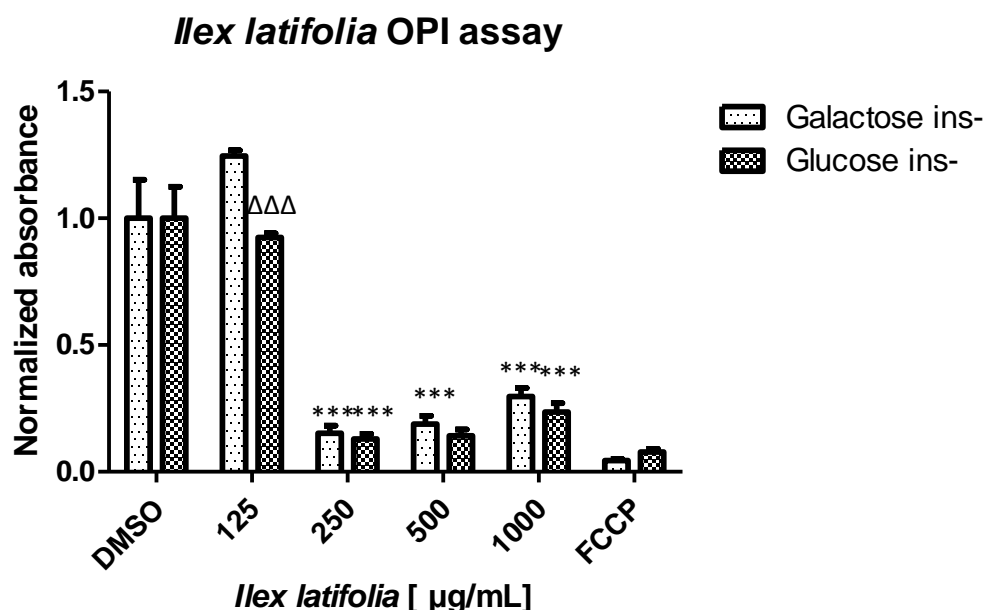 Ilex latifolia OPI assay
Galactose ins-
Glucose ins-
Normalized absorbance
1.5
1.0
0.5
0.0
ΔΔΔ
*** ***
***
*** ***
DMSO
125
250
500
1000
FCCP
Ilex latifolia [ µg/mL]